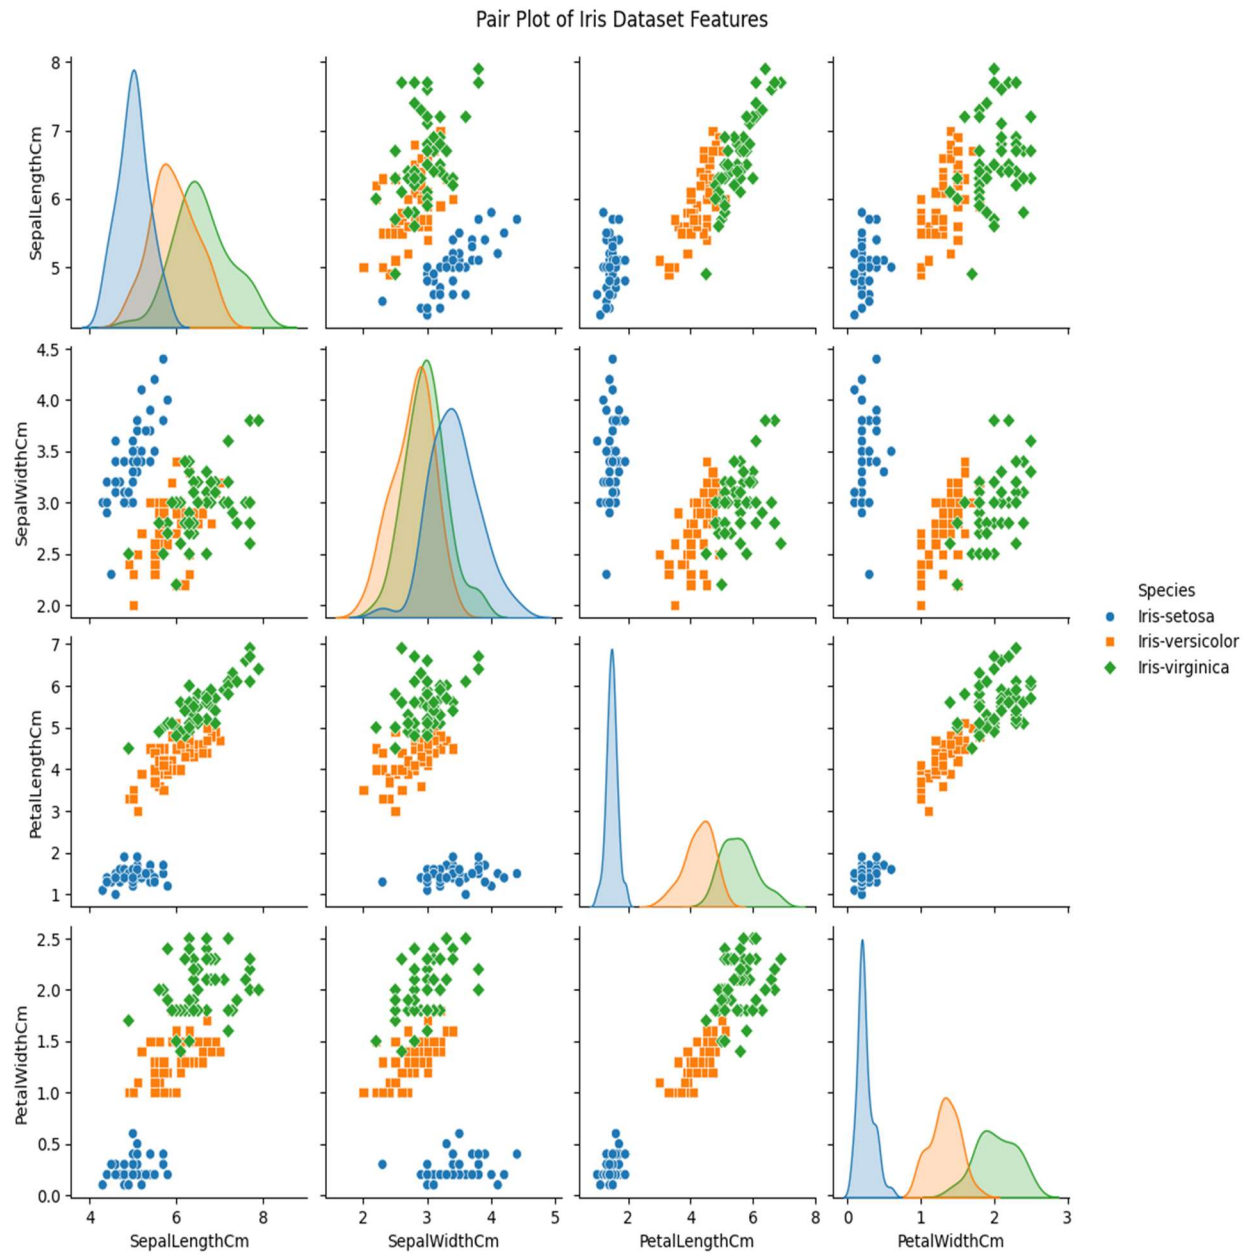 Pair Plot of Iris Dataset Features
SepalLengthCm
8
7
6
5
SepalWidthCm
4.5
4.0
3.5
3.0
2.5
2.0
Species
Iris-setosa
Iris-versicolor
Iris-virginica
PetalLengthCm
7
6
5
4
3
2
1
PetalWidthCm
2.5
2.0
1.5
1.0
0.5
0.0
4 6 8 2 3 4 5 2 4 6 8 0 1 2 3
SepalLengthCm SepalWidthCm PetalLengthCm PetalWidthCm